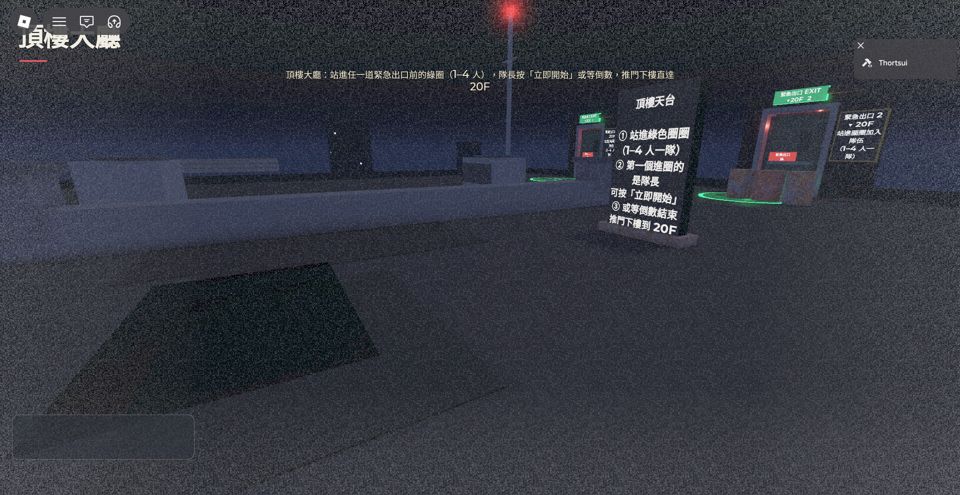 頂樓大廳
頂樓大廳：站進任一道緊急出口前的綠圈（1–4 人），隊長按「立即開始」或等倒數，推門下樓直達
20F
Thortsui
頂樓天台
① 站進綠色圈圈
（1–4 人一隊）
② 第一個進圈的
是隊長
可按「立即開始」
③ 或等倒數結束
推門下樓到 20F
緊急出口 EXIT
▼20F 2
緊急出口 2
▼ 20F
站進圈圈加入
隊伍
（1–4 人一
隊）